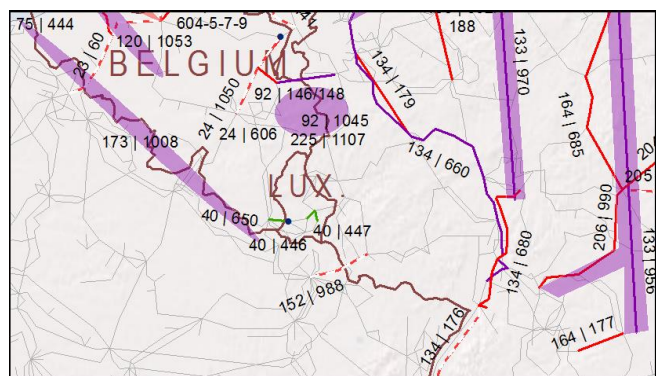 75 | 444
604-5-7-9
188
23 | 60
120 | 1053
BELGIUM
134 | 179
133 | 970
24 | 1050
92 | 146/148
164 | 685
92 | 1045
24 | 606
225 | 1107
173 | 1008
134 | 660
205
LUX.
206 | 990
40 | 650
40 | 447
40 | 446
134 | 680
133 | 956
152 | 988
134 | 176
164 | 177